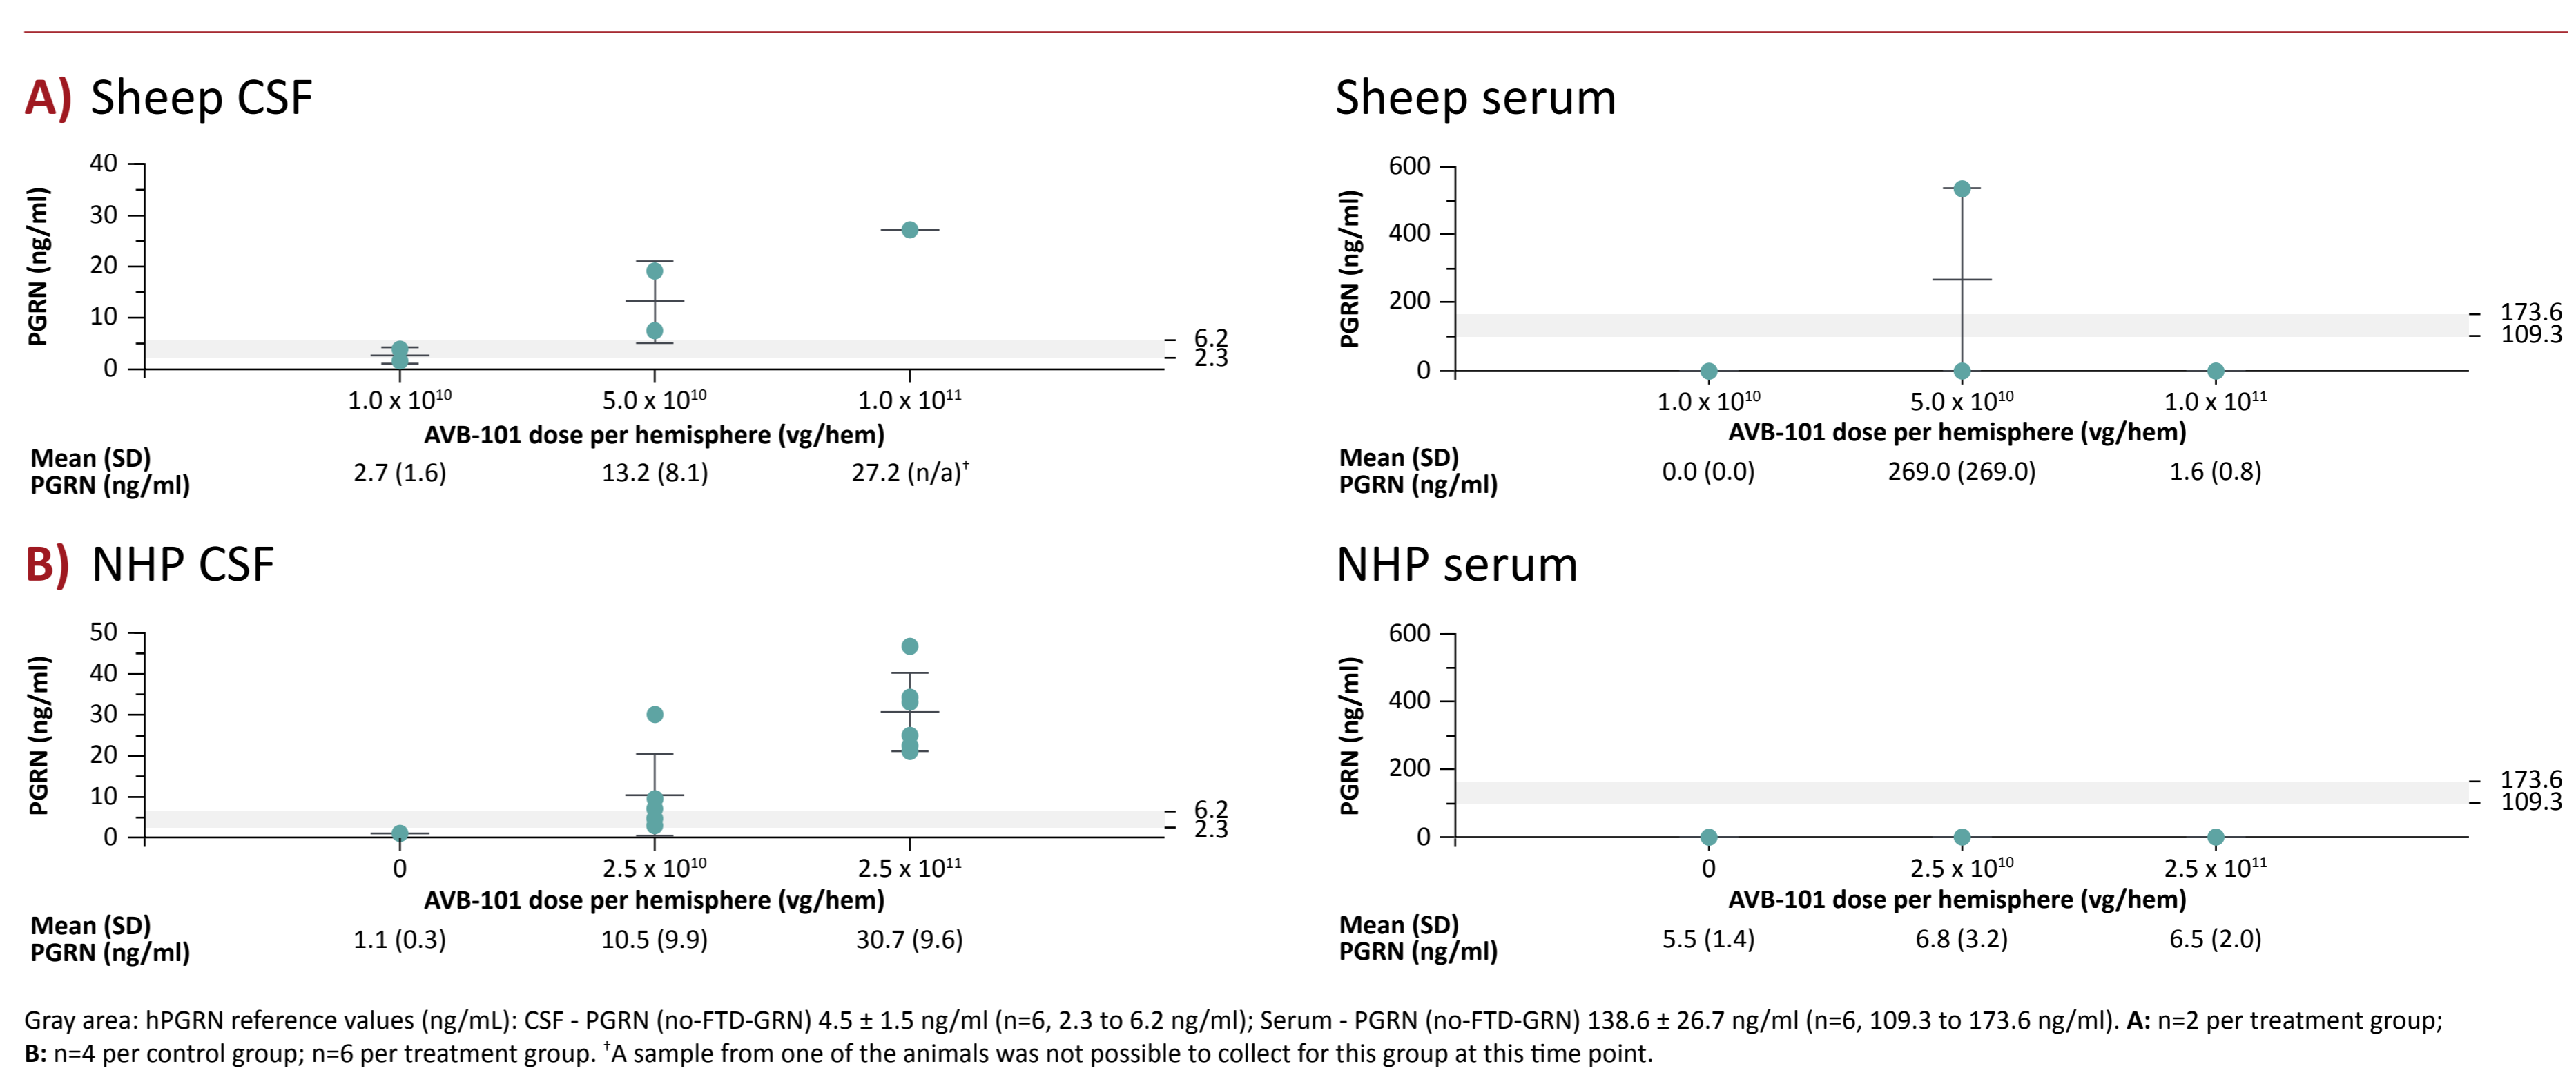 A) Sheep CSF
PGRN (ng/ml)
40
30
20
10
0
6.2
2.3
1.0 x 10¹⁰ 5.0 x 10¹⁰ 1.0 x 10¹¹
AVB-101 dose per hemisphere (vg/hem)
Mean (SD)
PGRN (ng/ml) 2.7 (1.6) 13.2 (8.1) 27.2 (n/a)†
Sheep serum
PGRN (ng/ml)
600
400
200
0
173.6
109.3
1.0 x 10¹⁰ 5.0 x 10¹⁰ 1.0 x 10¹¹
AVB-101 dose per hemisphere (vg/hem)
Mean (SD)
PGRN (ng/ml) 0.0 (0.0) 269.0 (269.0) 1.6 (0.8)
B) NHP CSF
PGRN (ng/ml)
50
40
30
20
10
0
6.2
2.3
0 2.5 x 10¹⁰ 2.5 x 10¹¹
AVB-101 dose per hemisphere (vg/hem)
Mean (SD)
PGRN (ng/ml) 1.1 (0.3) 10.5 (9.9) 30.7 (9.6)
NHP serum
PGRN (ng/ml)
600
400
200
0
173.6
109.3
0 2.5 x 10¹⁰ 2.5 x 10¹¹
AVB-101 dose per hemisphere (vg/hem)
Mean (SD)
PGRN (ng/ml) 5.5 (1.4) 6.8 (3.2) 6.5 (2.0)
Gray area: hPGRN reference values (ng/mL): CSF - PGRN (no-FTD-GRN) 4.5 ± 1.5 ng/ml (n=6, 2.3 to 6.2 ng/ml); Serum - PGRN (no-FTD-GRN) 138.6 ± 26.7 ng/ml (n=6, 109.3 to 173.6 ng/ml). A: n=2 per treatment group;
B: n=4 per control group; n=6 per treatment group. †A sample from one of the animals was not possible to collect for this group at this time point.